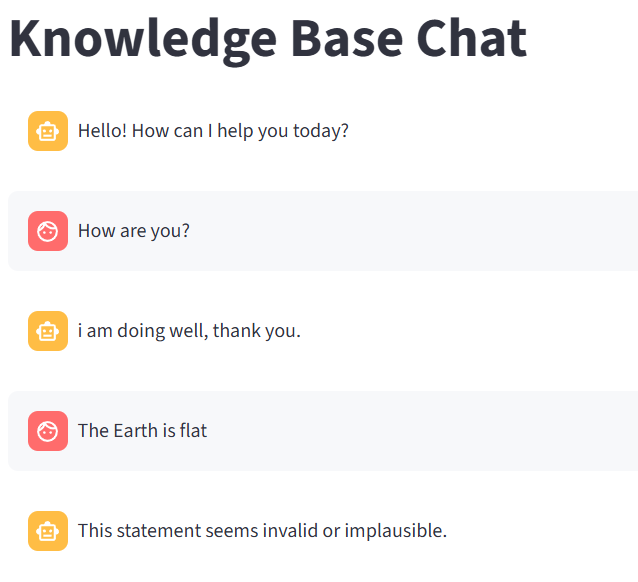 Knowledge Base Chat
Hello! How can I help you today?
How are you?
i am doing well, thank you.
The Earth is flat
This statement seems invalid or implausible.